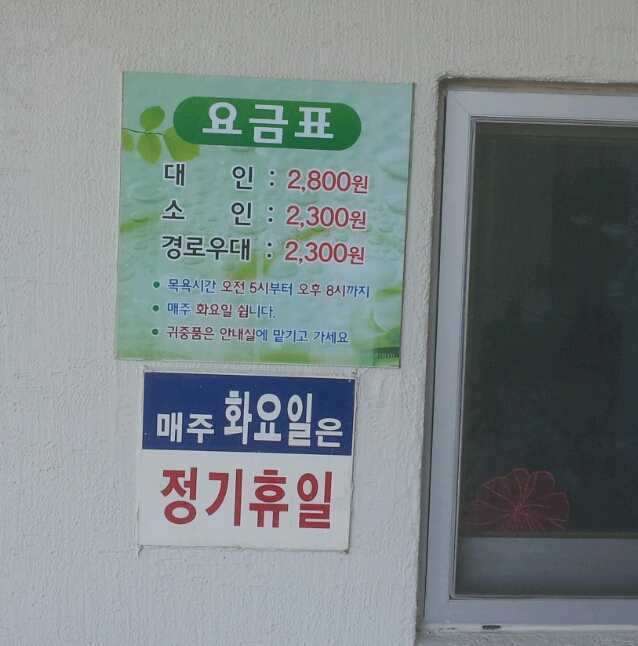 요금표
대 인 : 2,800원
소 인 : 2,300원
경로우대 : 2,300원
• 목욕시간 오전 5시부터 오후 8시까지
• 매주 화요일 쉽니다.
• 귀중품은 안내실에 맡기고 가세요
매주 화요일은
정기휴일